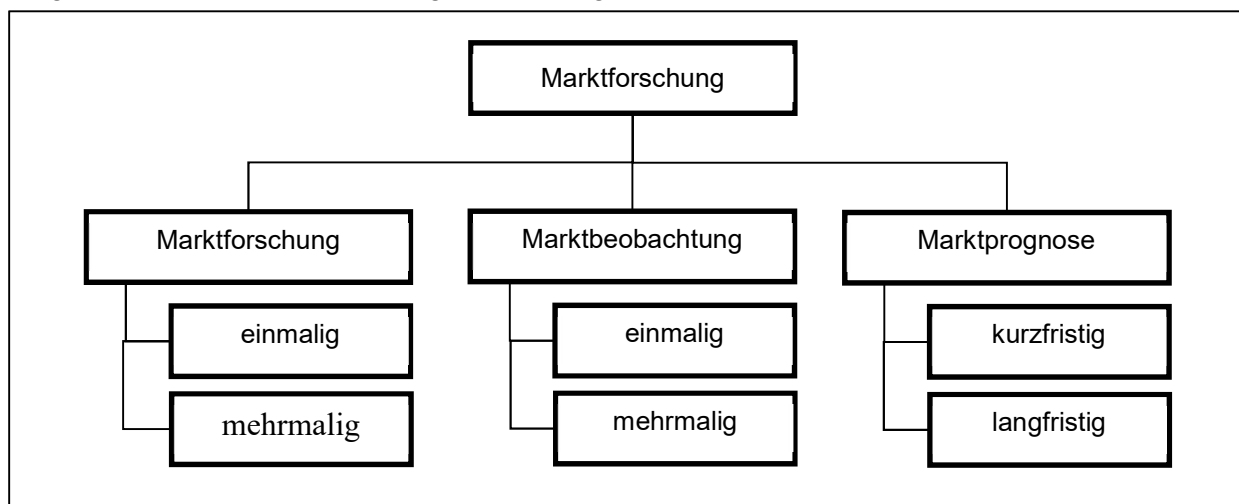 Marktforschung
Marktforschung
Marktbeobachtung
Marktprognose
einmalig
einmalig
kurzfristig
mehrmalig
mehrmalig
langfristig